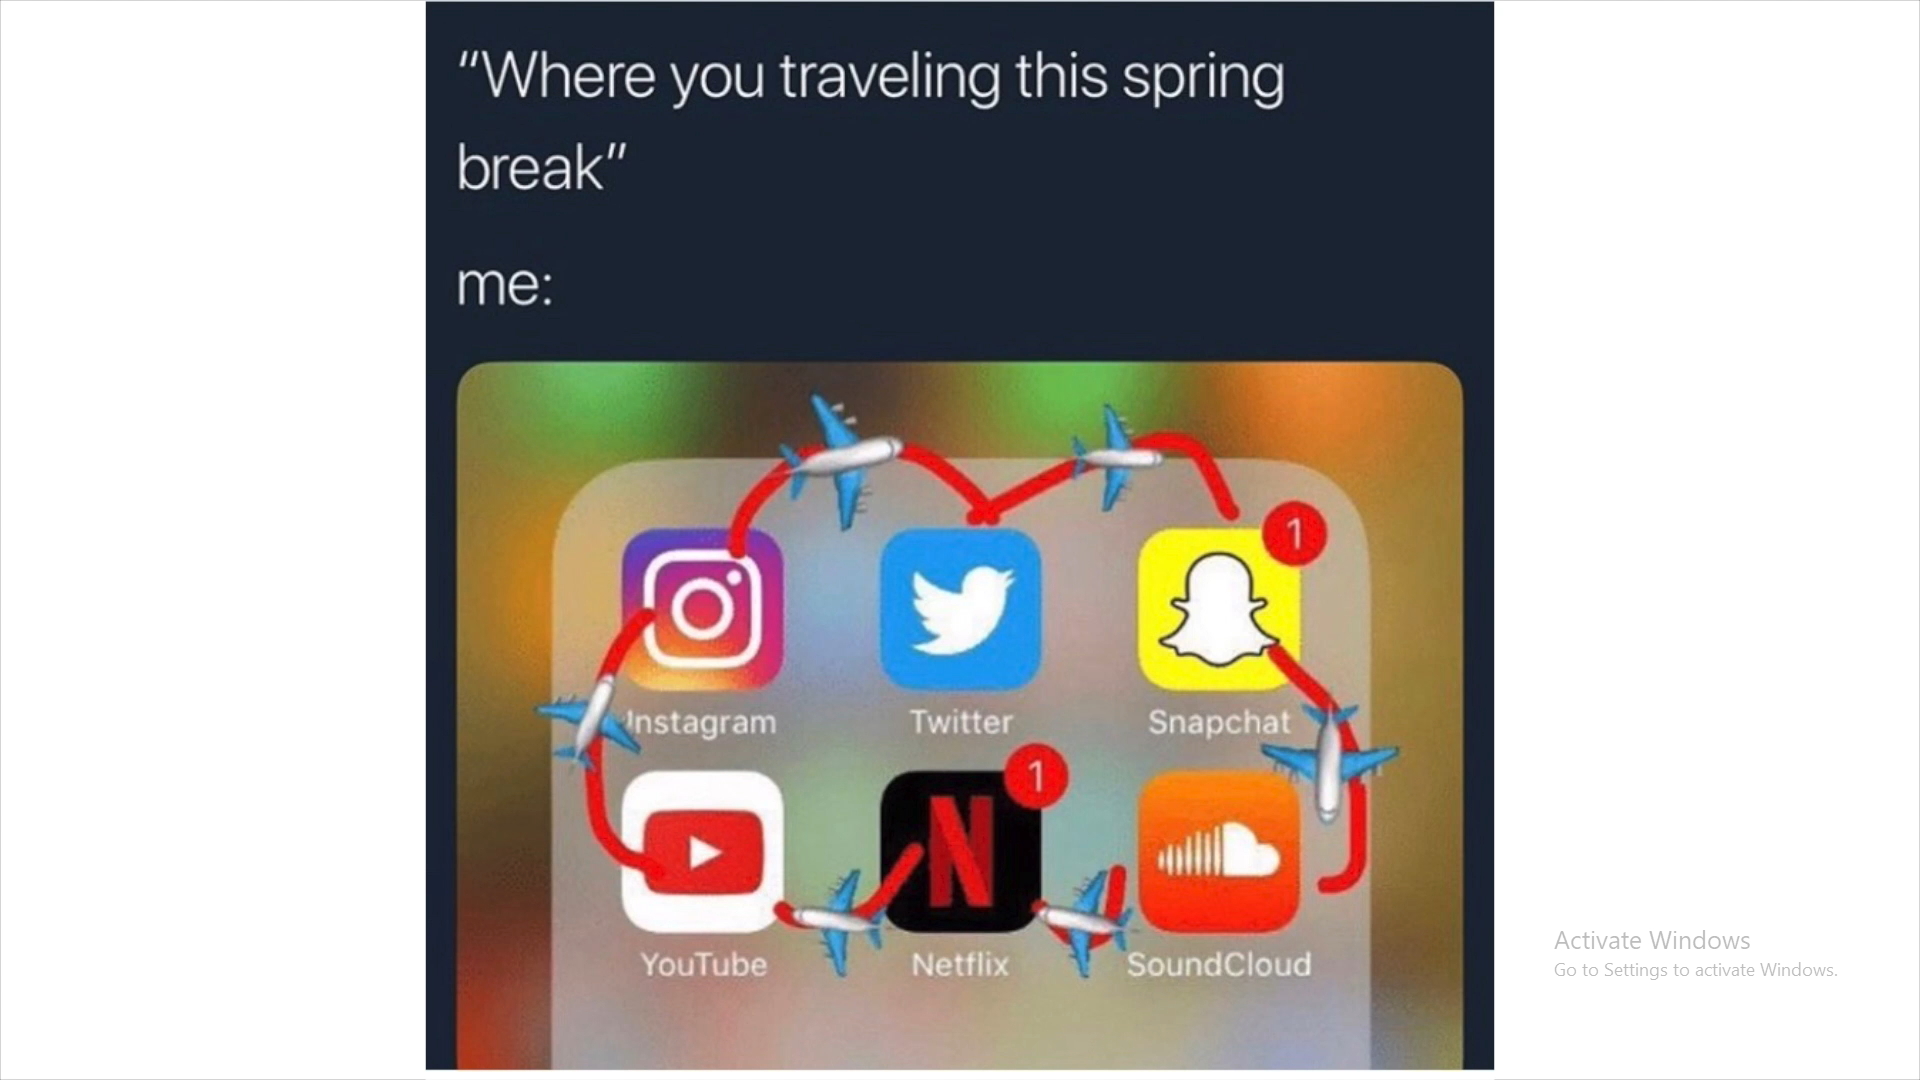 “Where you traveling this spring
break”
me:
1
Instagram Twitter Snapchat
1
N
YouTube Netflix SoundCloud
Activate Windows
Go to Settings to activate Windows.